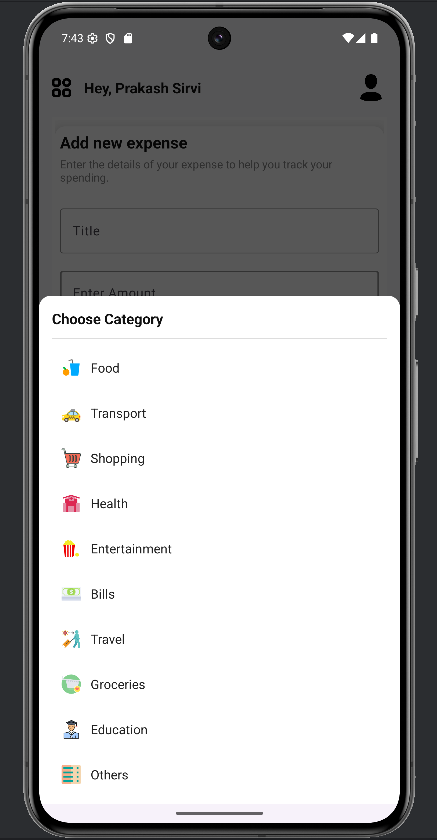 7:43
Hey, Prakash Sirvi
Add new expense
Enter the details of your expense to help you track your
spending.
Title
Enter Amount
Choose Category
Food
Transport
Shopping
Health
Entertainment
Bills
Travel
Groceries
Education
Others